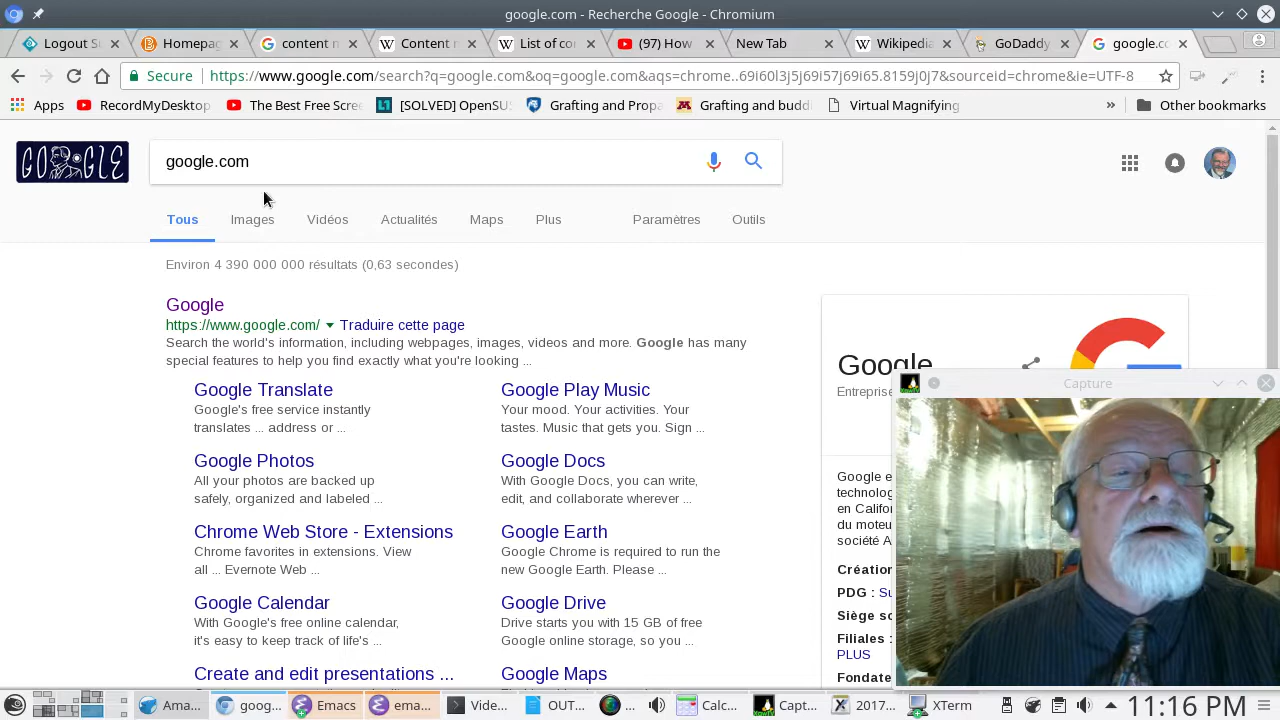 google.com - Recherche Google - Chromium
Logout S
Homepag
content m
Content m
List of co
(97) How
New Tab
Wikipedi
GoDaddy
google.co
Secure https://www.google.com/search?q=google.com&oq=google.com&aqs=chrome..69i60l3j5j69i57j69i65.8159j0j7&sourceid=chrome&ie=UTF-8
Apps RecordMyDesktop The Best Free Scre [SOLVED] OpenSUS Grafting and Propa Grafting and buddi Virtual Magnifying » Other bookmarks
GOOGLE
google.com
Tous Images Vidéos Actualités Maps Plus Paramètres Outils
Environ 4 390 000 000 résultats (0,63 secondes)
Google
https://www.google.com/ Traduire cette page
Search the world's information, including webpages, images, videos and more. Google has many
special features to help you find exactly what you're looking ...
Google Translate
Google's free service instantly
translates ... address or ...
Google Play Music
Your mood. Your activities. Your
tastes. Music that gets you. Sign ...
Google Photos
All your photos are backed up
safely, organized and labeled ...
Google Docs
With Google Docs, you can write,
edit, and collaborate wherever ...
Chrome Web Store - Extensions
Chrome favorites in extensions. View
all ... Evernote Web ...
Google Earth
Google Chrome is required to run the
new Google Earth. Please ...
Google Calendar
With Google's free online calendar,
it's easy to keep track of life's ...
Google Drive
Drive starts you with 15 GB of free
Google online storage, so you ...
Create and edit presentations ...
Google Maps
Google
Entreprise
Capture
Google e
technolog
en Califor
du moteu
société A
Création
PDG : Su
Siège so
Filiales :
PLUS
Fondate
Ama...
goog...
Emacs
ema...
Vide...
OUT...
...
Calc...
Capt...
2017...
XTerm
11:16 PM